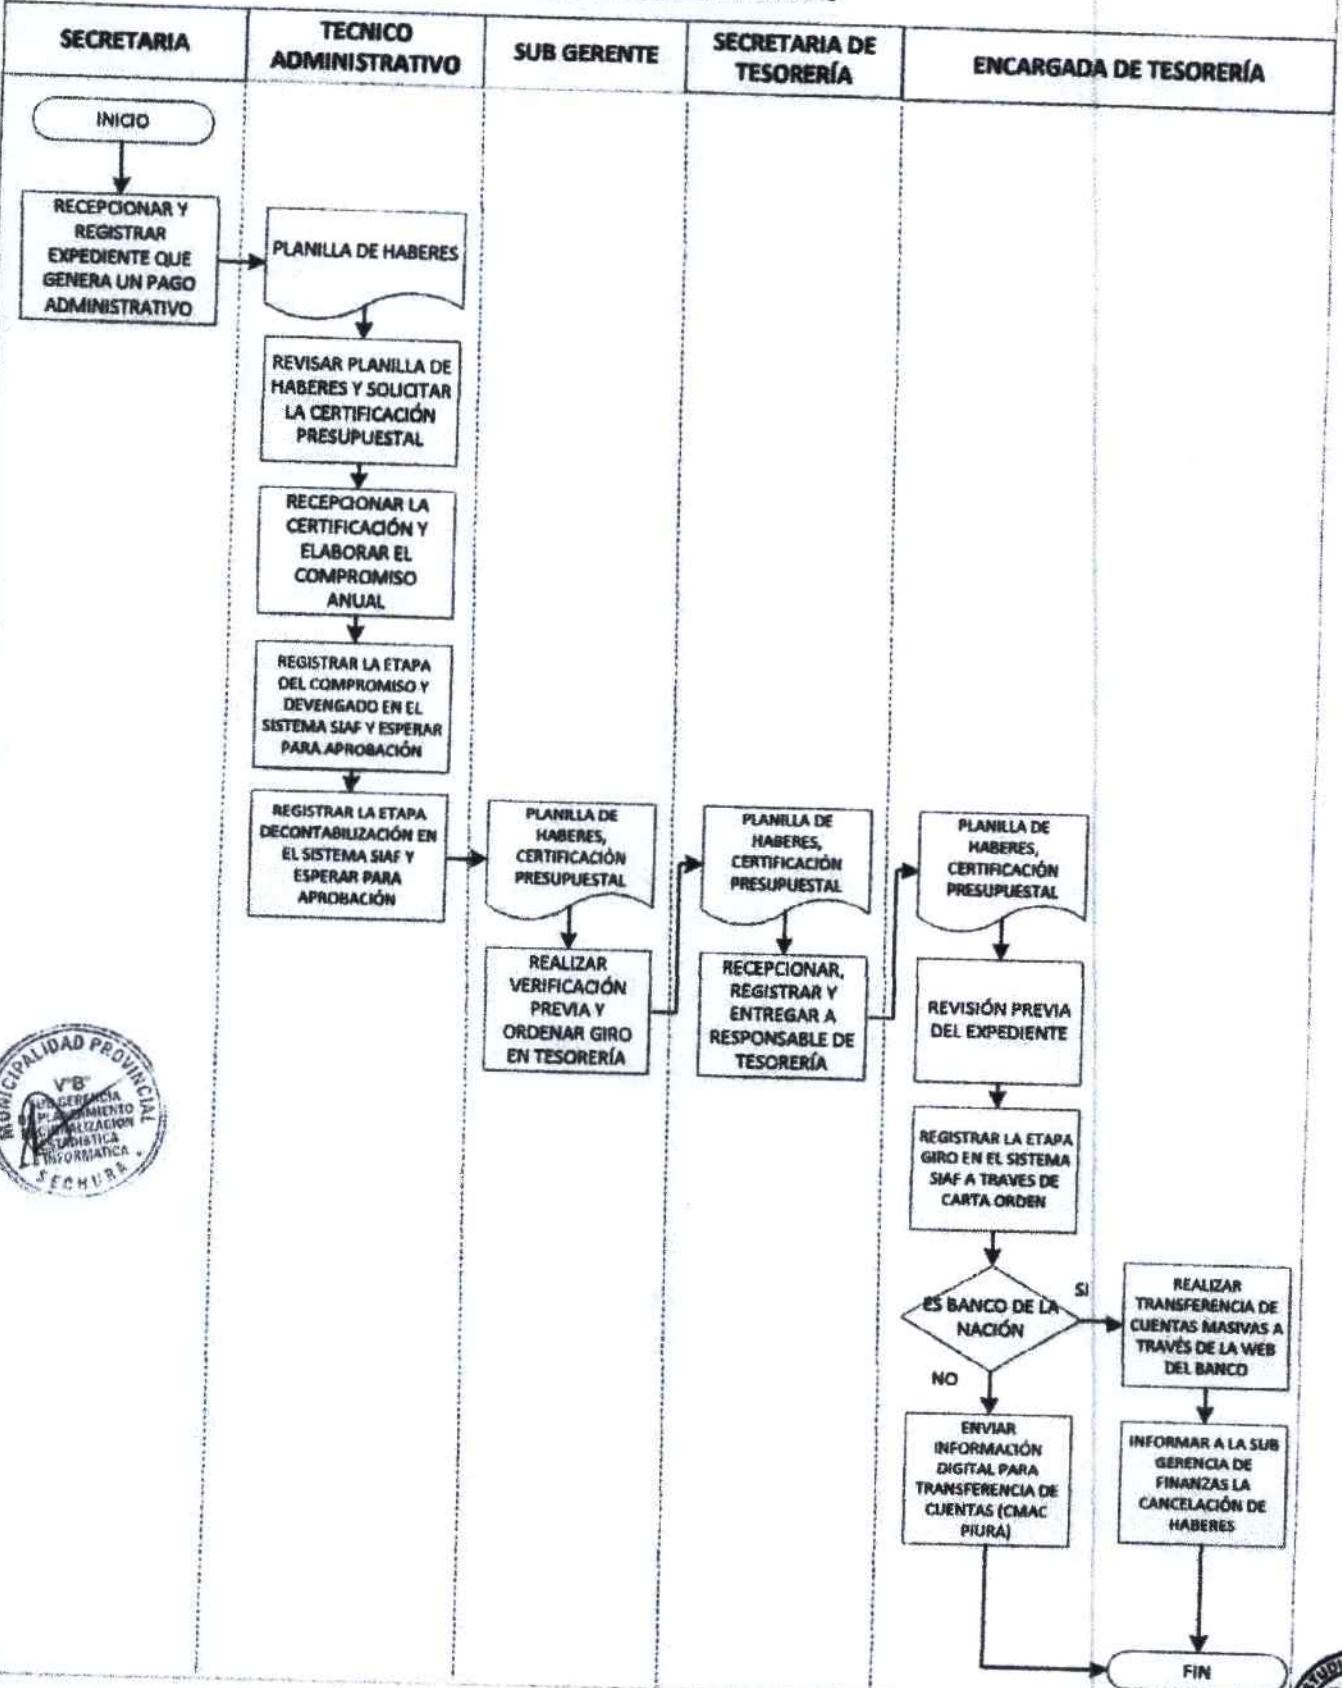 SECRETARIA
TECNICO
ADMINISTRATIVO
SUB GERENTE
SECRETARIA DE
TESORERÍA
ENCARGADA DE TESORERÍA
INICIO
RECEPCIONAR Y
REGISTRAR
EXPEDIENTE QUE
GENERA UN PAGO
ADMINISTRATIVO
PLANILLA DE HABERES
REVISAR PLANILLA DE
HABERES Y SOLICITAR
LA CERTIFICACIÓN
PRESUPUESTAL
RECEPCIONAR LA
CERTIFICACIÓN Y
ELABORAR EL
COMPROMISO
ANUAL
REGISTRAR LA ETAPA
DEL COMPROMISO Y
DEVENGADO EN EL
SISTEMA SIAF Y ESPERAR
PARA APROBACIÓN
REGISTRAR LA ETAPA
DECONTABILIZACIÓN EN
EL SISTEMA SIAF Y
ESPERAR PARA
APROBACIÓN
PLANILLA DE
HABERES,
CERTIFICACIÓN
PRESUPUESTAL
REALIZAR
VERIFICACIÓN
PREVIA Y
ORDENAR GIRO
EN TESORERÍA
PLANILLA DE
HABERES,
CERTIFICACIÓN
PRESUPUESTAL
RECEPCIONAR,
REGISTRAR Y
ENTREGAR A
RESPONSABLE DE
TESORERÍA
PLANILLA DE
HABERES,
CERTIFICACIÓN
PRESUPUESTAL
REVISIÓN PREVIA
DEL EXPEDIENTE
REGISTRAR LA ETAPA
GIRO EN EL SISTEMA
SIAF A TRAVES DE
CARTA ORDEN
ES BANCO DE LA
NACIÓN
SI
NO
REALIZAR
TRANSFERENCIA DE
CUENTAS MASIVAS A
TRAVÉS DE LA WEB
DEL BANCO
ENVIAR
INFORMACIÓN
DIGITAL PARA
TRANSFERENCIA DE
CUENTAS (CMAC
PIURA)
INFORMAR A LA SUB
GERENCIA DE
FINANZAS LA
CANCELACIÓN DE
HABERES
FIN
MUNICIPALIDAD PROVINCIAL
V°B°
ESTADISTICA
INFORMATICA
SECHURA